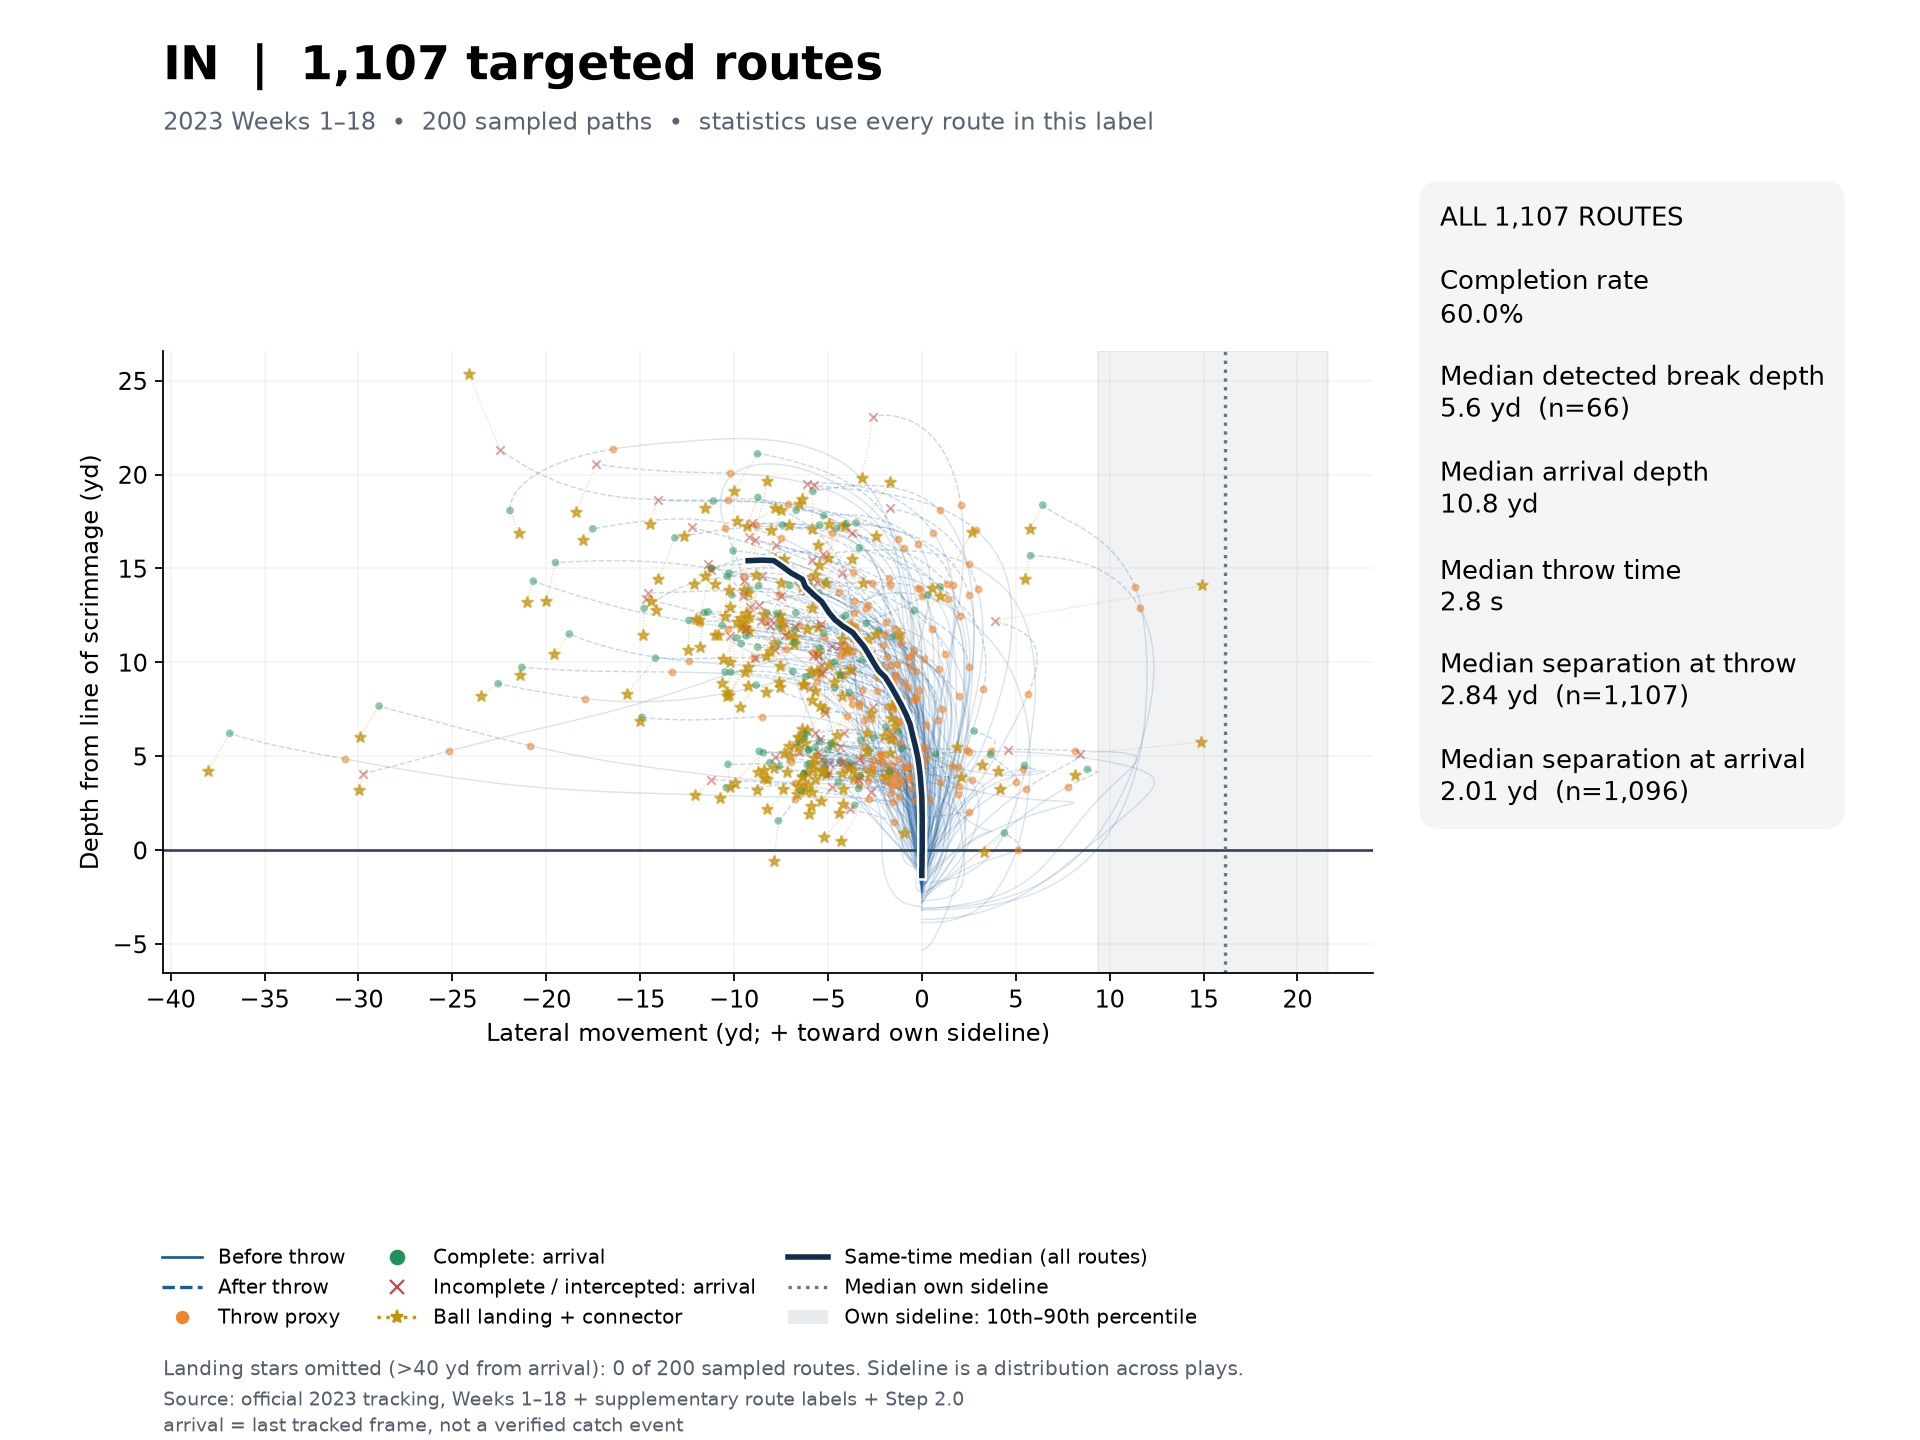 IN | 1,107 targeted routes
2023 Weeks 1–18 • 200 sampled paths • statistics use every route in this label
ALL 1,107 ROUTES
Completion rate
60.0%
Median detected break depth
5.6 yd (n=66)
Median arrival depth
10.8 yd
Median throw time
2.8 s
Median separation at throw
2.84 yd (n=1,107)
Median separation at arrival
2.01 yd (n=1,096)
Depth from line of scrimmage (yd)
25
20
15
10
5
0
−5
−40 −35 −30 −25 −20 −15 −10 −5 0 5 10 15 20
Lateral movement (yd; + toward own sideline)
Before throw
After throw
Throw proxy
Complete: arrival
Incomplete / intercepted: arrival
Ball landing + connector
Same-time median (all routes)
Median own sideline
Own sideline: 10th–90th percentile
Landing stars omitted (>40 yd from arrival): 0 of 200 sampled routes. Sideline is a distribution across plays.
Source: official 2023 tracking, Weeks 1–18 + supplementary route labels + Step 2.0
arrival = last tracked frame, not a verified catch event